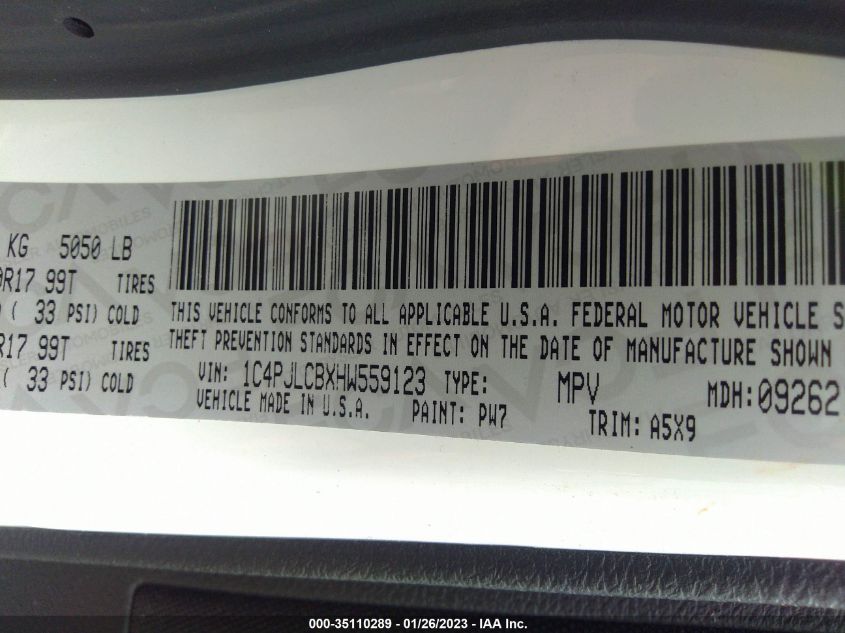 KG 5050 LB
R17 99T TIRES
( 33 PSI) COLD
R17 99T TIRES
( 33 PSI) COLD
THIS VEHICLE CONFORMS TO ALL APPLICABLE U.S.A. FEDERAL MOTOR VEHICLE S
THEFT PREVENTION STANDARDS IN EFFECT ON THE DATE OF MANUFACTURE SHOWN
VIN: 1C4PJLCBXHW559123 TYPE: MPV MDH: 09262
VEHICLE MADE IN U.S.A. PAINT: PW7 TRIM: A5X9
000-35110289 - 01/26/2023 - IAA Inc.